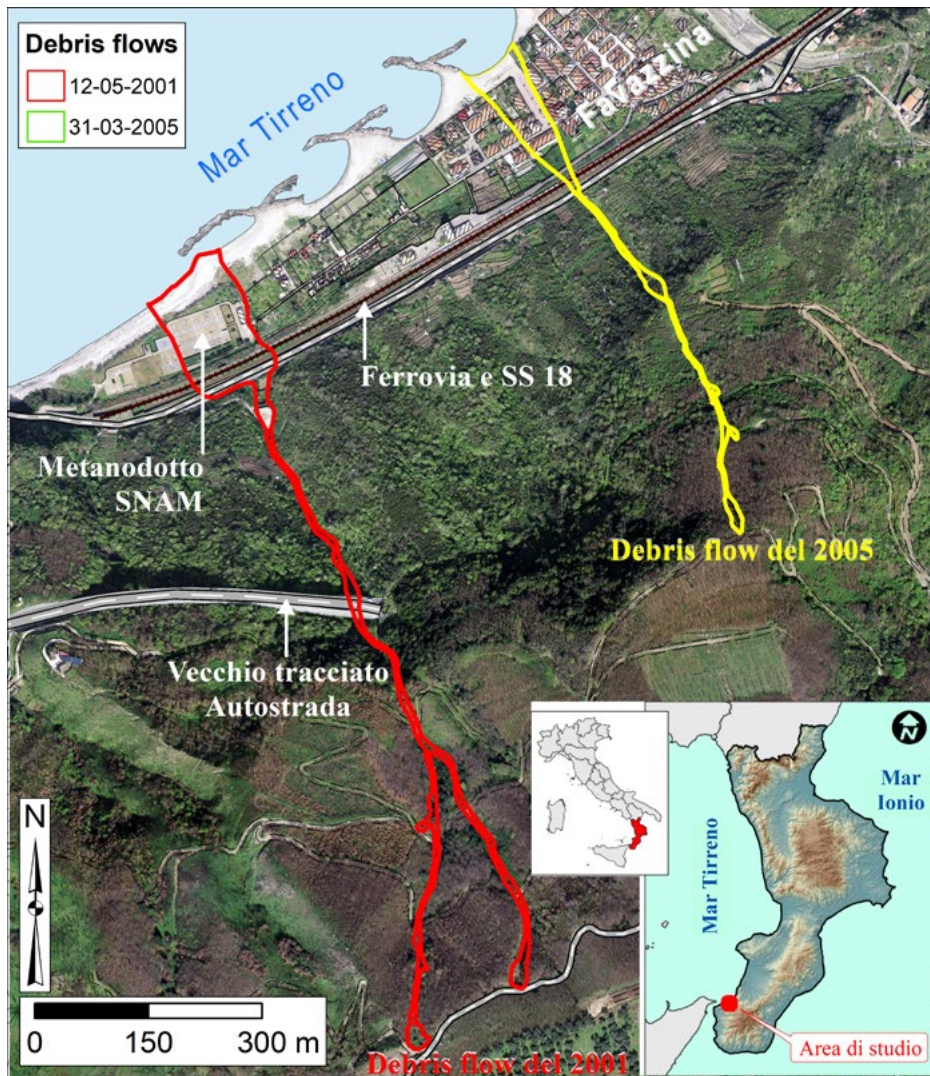 Debris flows
12-05-2001
31-03-2005
Mar Tirreno
Favazzina
Ferrovia e SS 18
Metanodotto
SNAM
Debris flow del 2005
Vecchio tracciato
Autostrada
N
0 150 300 m
Debris flow del 2001
N
Mar
Ionio
Mar Tirreno
Area di studio